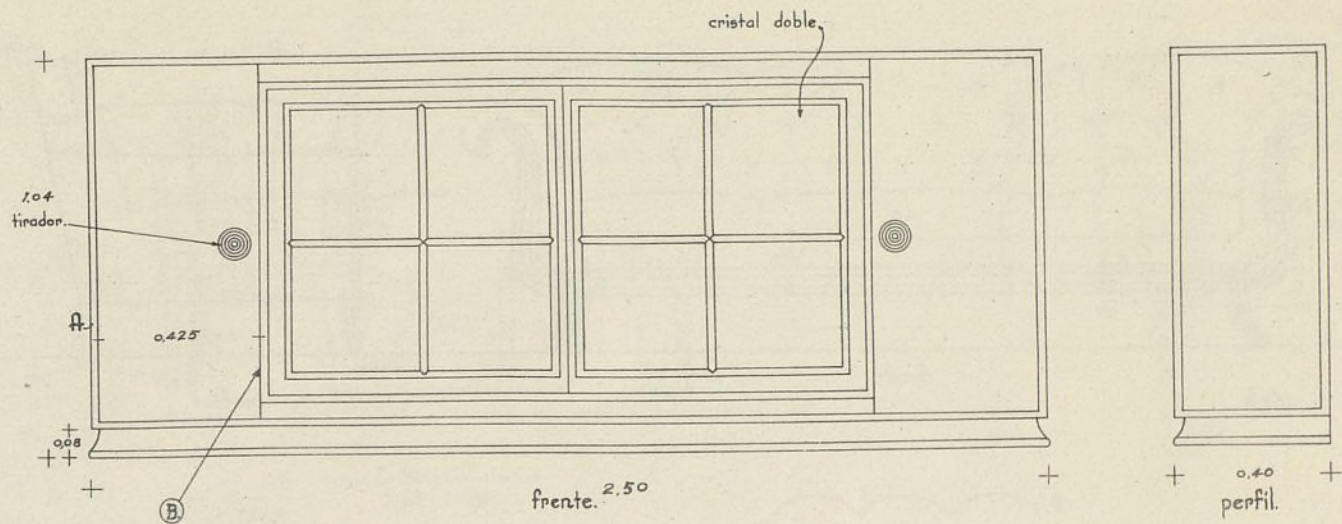 cristal doble.
1.04
tirador.
A
0,425
0,08
B
frente. 2,50
0,40
perfil.